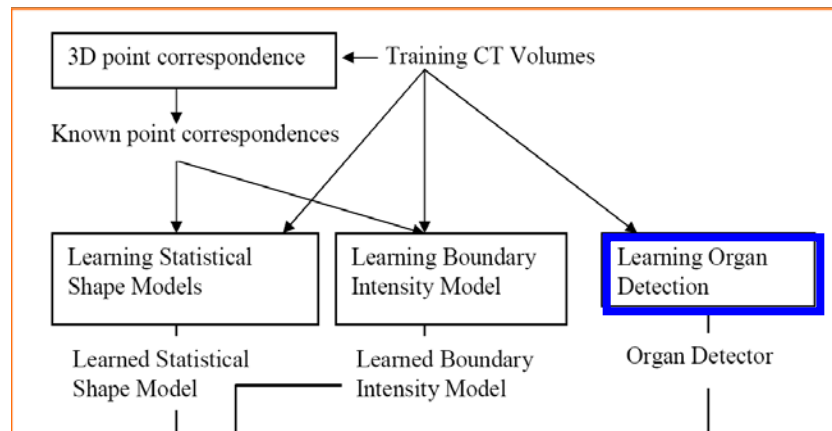 3D point correspondence
Training CT Volumes
Known point correspondences
Learning Statistical
Shape Models
Learning Boundary
Intensity Model
Learning Organ
Detection
Learned Statistical
Shape Model
Learned Boundary
Intensity Model
Organ Detector